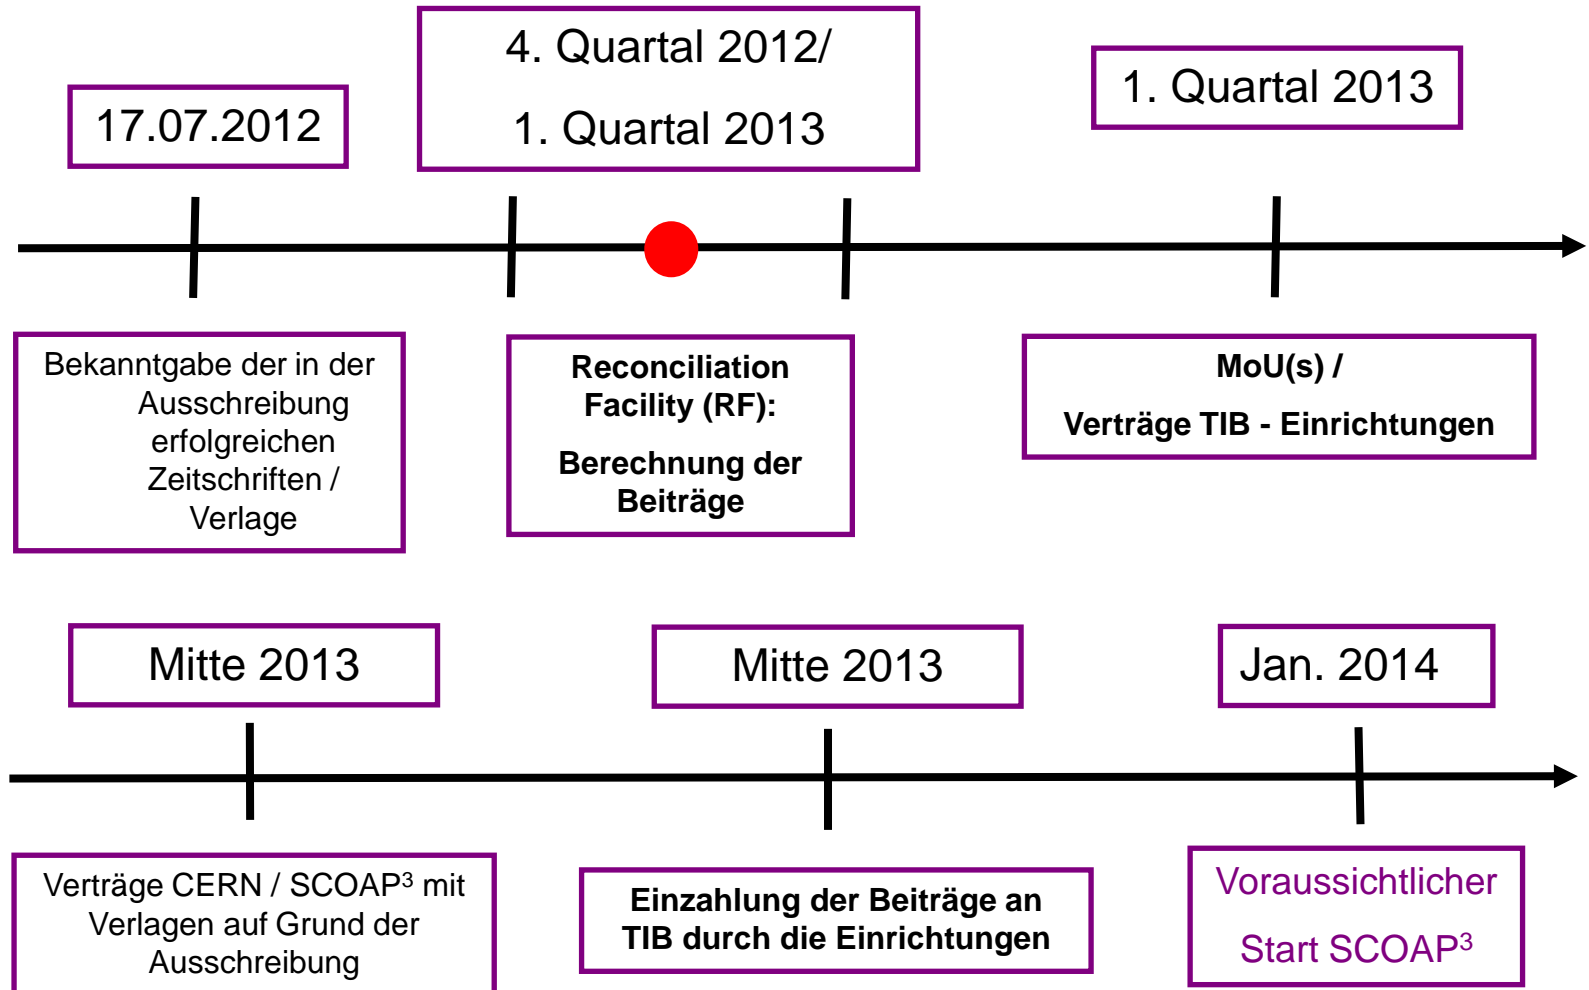 17.07.2012
4. Quartal 2012/
1. Quartal 2013
1. Quartal 2013
Bekanntgabe der in der
Ausschreibung
erfolgreichen
Zeitschriften /
Verlage
Reconciliation
Facility (RF):
Berechnung der
Beiträge
MoU(s) /
Verträge TIB - Einrichtungen
Mitte 2013
Mitte 2013
Jan. 2014
Verträge CERN / SCOAP³ mit
Verlagen auf Grund der
Ausschreibung
Einzahlung der Beiträge an
TIB durch die Einrichtungen
Voraussichtlicher
Start SCOAP³